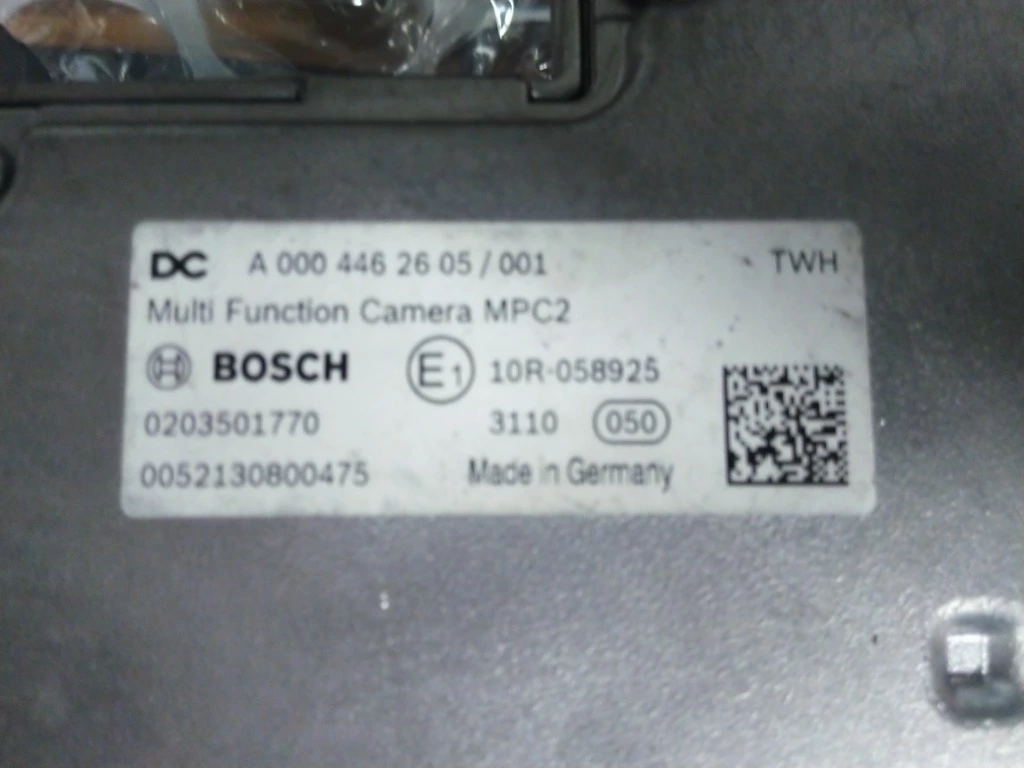 DC A 000 446 26 05 / 001 TWH
Multi Function Camera MPC2
BOSCH E1 10R-058925
0203501770 3110 050
0052130800475 Made in Germany